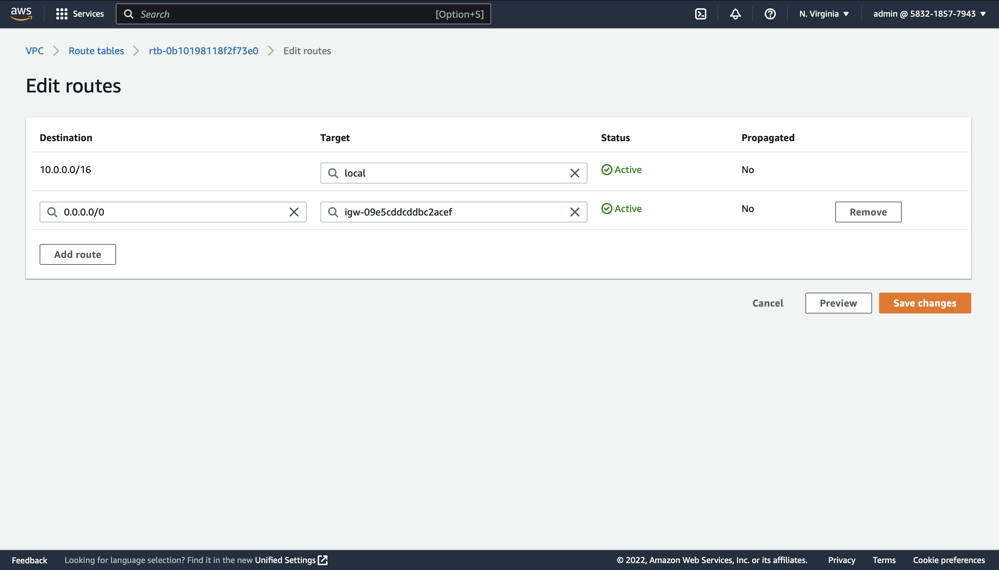 aws Services Search [Option+S] N. Virginia ▼ admin @ 5832-1857-7943 ▼
VPC > Route tables > rtb-0b10198118f2f73e0 > Edit routes
Edit routes
Destination Target Status Propagated
10.0.0.0/16 local Active No
0.0.0.0/0 igw-09e5cddcddbc2acef Active No Remove
Add route
Cancel Preview Save changes
Feedback Looking for language selection? Find it in the new Unified Settings © 2022, Amazon Web Services, Inc. or its affiliates. Privacy Terms Cookie preferences